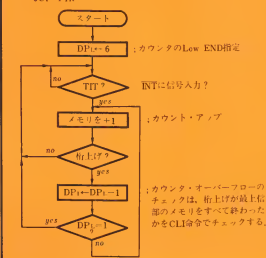 スタート
DPL←6
;カウンタのLow END指定
no
TIT?
INTに信号入力?
yes
メモリを+1
;カウント・アップ
no
桁上げ?
yes
DPL←DPL−1
;カウンタ・オーバーフローの
チェックは、桁上げが最上位
部のメモリをすべて終わった
かをCLI命令でチェックする。
yes
DPL=1
?
no